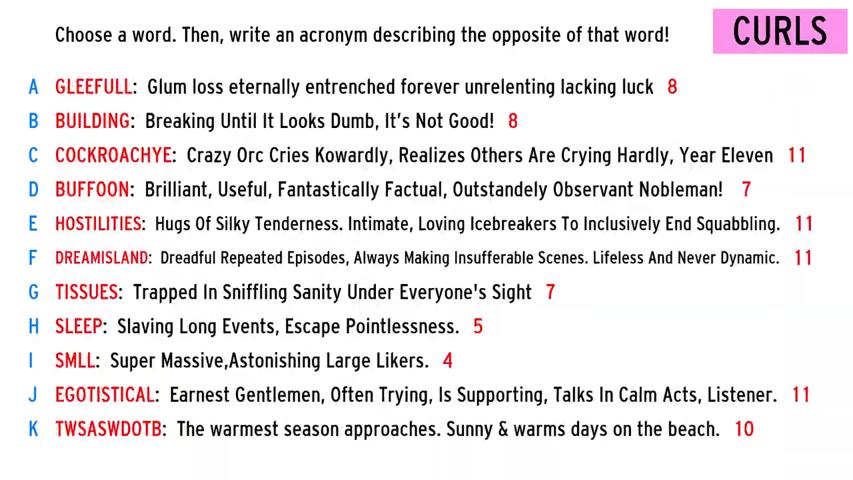 Choose a word. Then, write an acronym describing the opposite of that word!
CURLS
A GLEEFULL: Glum loss eternally entrenched forever unrelenting lacking luck 8
B BUILDING: Breaking Until It Looks Dumb, It's Not Good! 8
C COCKROACHYE: Crazy Orc Cries Kowardly, Realizes Others Are Crying Hardly, Year Eleven 11
D BUFFOON: Brilliant, Useful, Fantastically Factual, Outstandely Observant Nobleman! 7
E HOSTILITIES: Hugs Of Silky Tenderness. Intimate, Loving Icebreakers To Inclusively End Squabbling. 11
F DREAMISLAND: Dreadful Repeated Episodes, Always Making Insufferable Scenes. Lifeless And Never Dynamic. 11
G TISSUES: Trapped In Sniffling Sanity Under Everyone's Sight 7
H SLEEP: Slaving Long Events, Escape Pointlessness. 5
I SMLL: Super Massive,Astonishing Large Likers. 4
J EGOTISTICAL: Earnest Gentlemen, Often Trying, Is Supporting, Talks In Calm Acts, Listener. 11
K TWSASWDOTB: The warmest season approaches. Sunny & warms days on the beach. 10